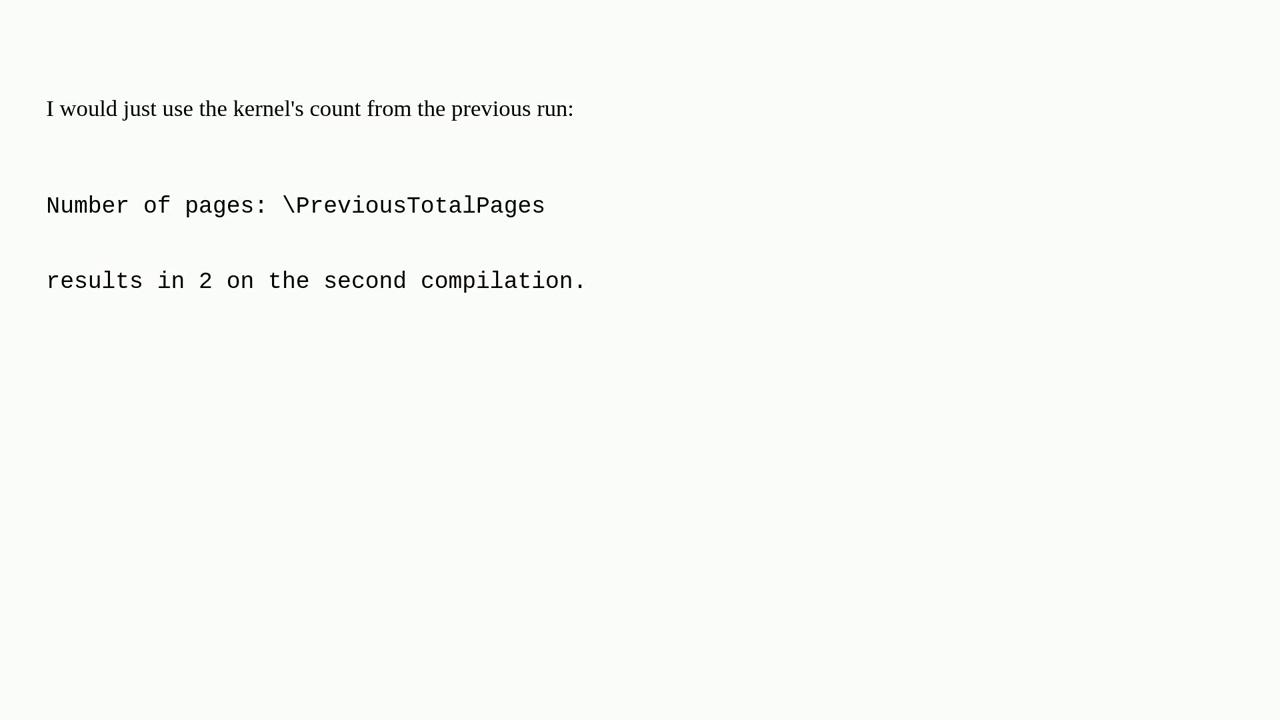 I would just use the kernel's count from the previous run:
Number of pages: \PreviousTotalPages
results in 2 on the second compilation.